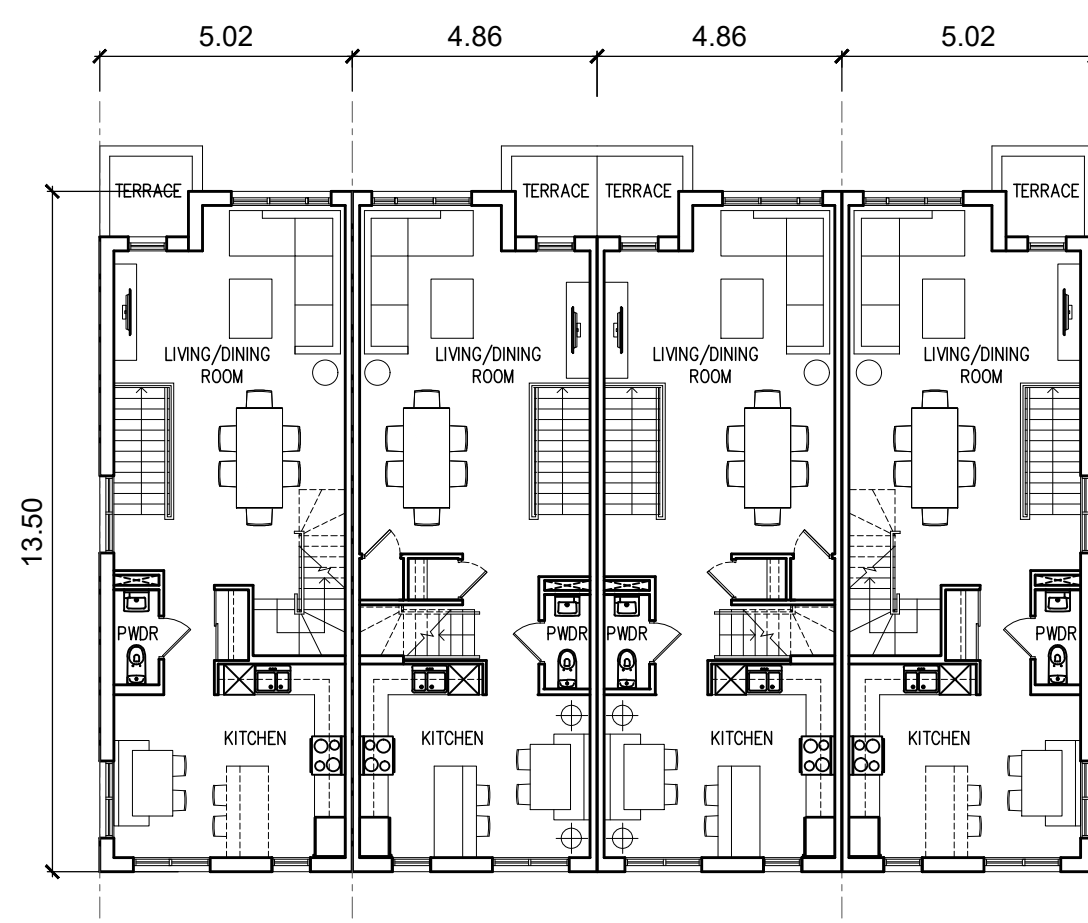 5.02
4.86
4.86
5.02
13.50
TERRACE
TERRACE
TERRACE
TERRACE
LIVING/DINING
ROOM
LIVING/DINING
ROOM
LIVING/DINING
ROOM
LIVING/DINING
ROOM
PWDR
PWDR
PWDR
PWDR
KITCHEN
KITCHEN
KITCHEN
KITCHEN